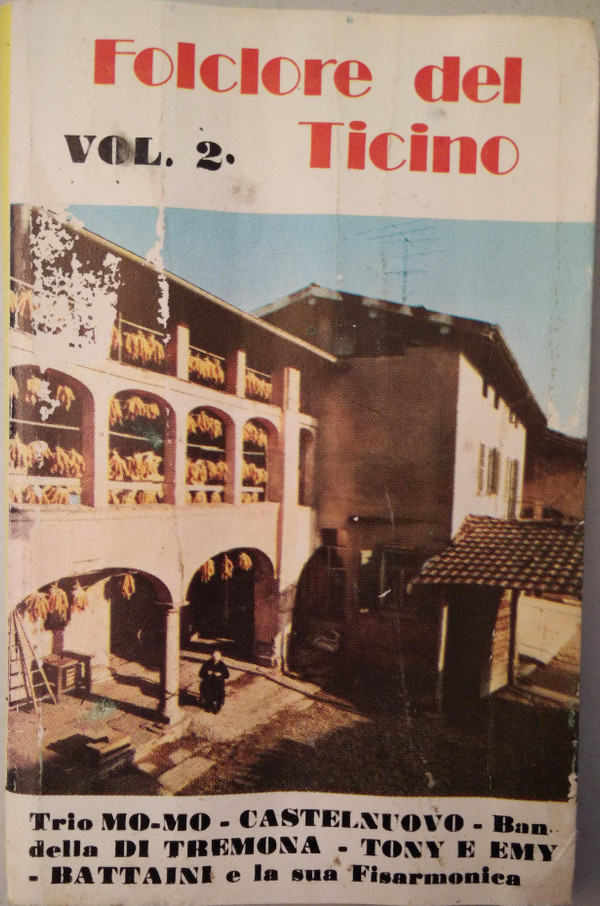 Folclore del
VOL. 2. Ticino
Trio MO-MO - CASTELNUOVO - Ban-
della DI TREMONA - TONY E EMY
- BATTAINI e la sua Fisarmonica